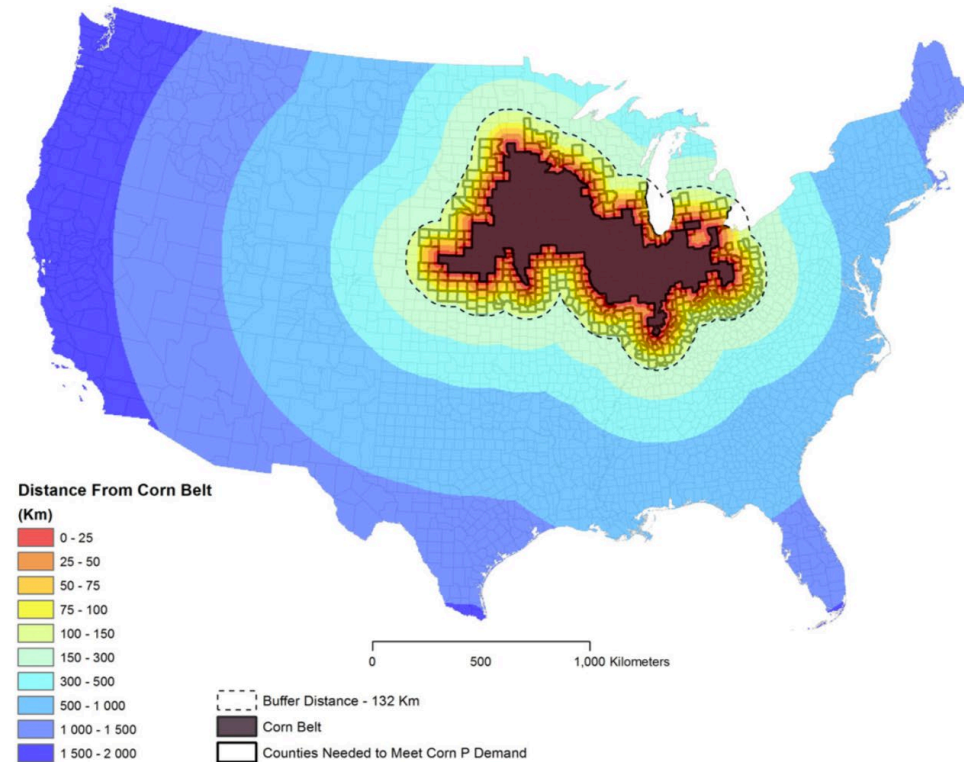 Distance From Corn Belt
(Km)
0 - 25
25 - 50
50 - 75
75 - 100
100 - 150
150 - 300
300 - 500
500 - 1 000
1 000 - 1 500
1 500 - 2 000
0 500 1,000 Kilometers
Buffer Distance - 132 Km
Corn Belt
Counties Needed to Meet Corn P Demand